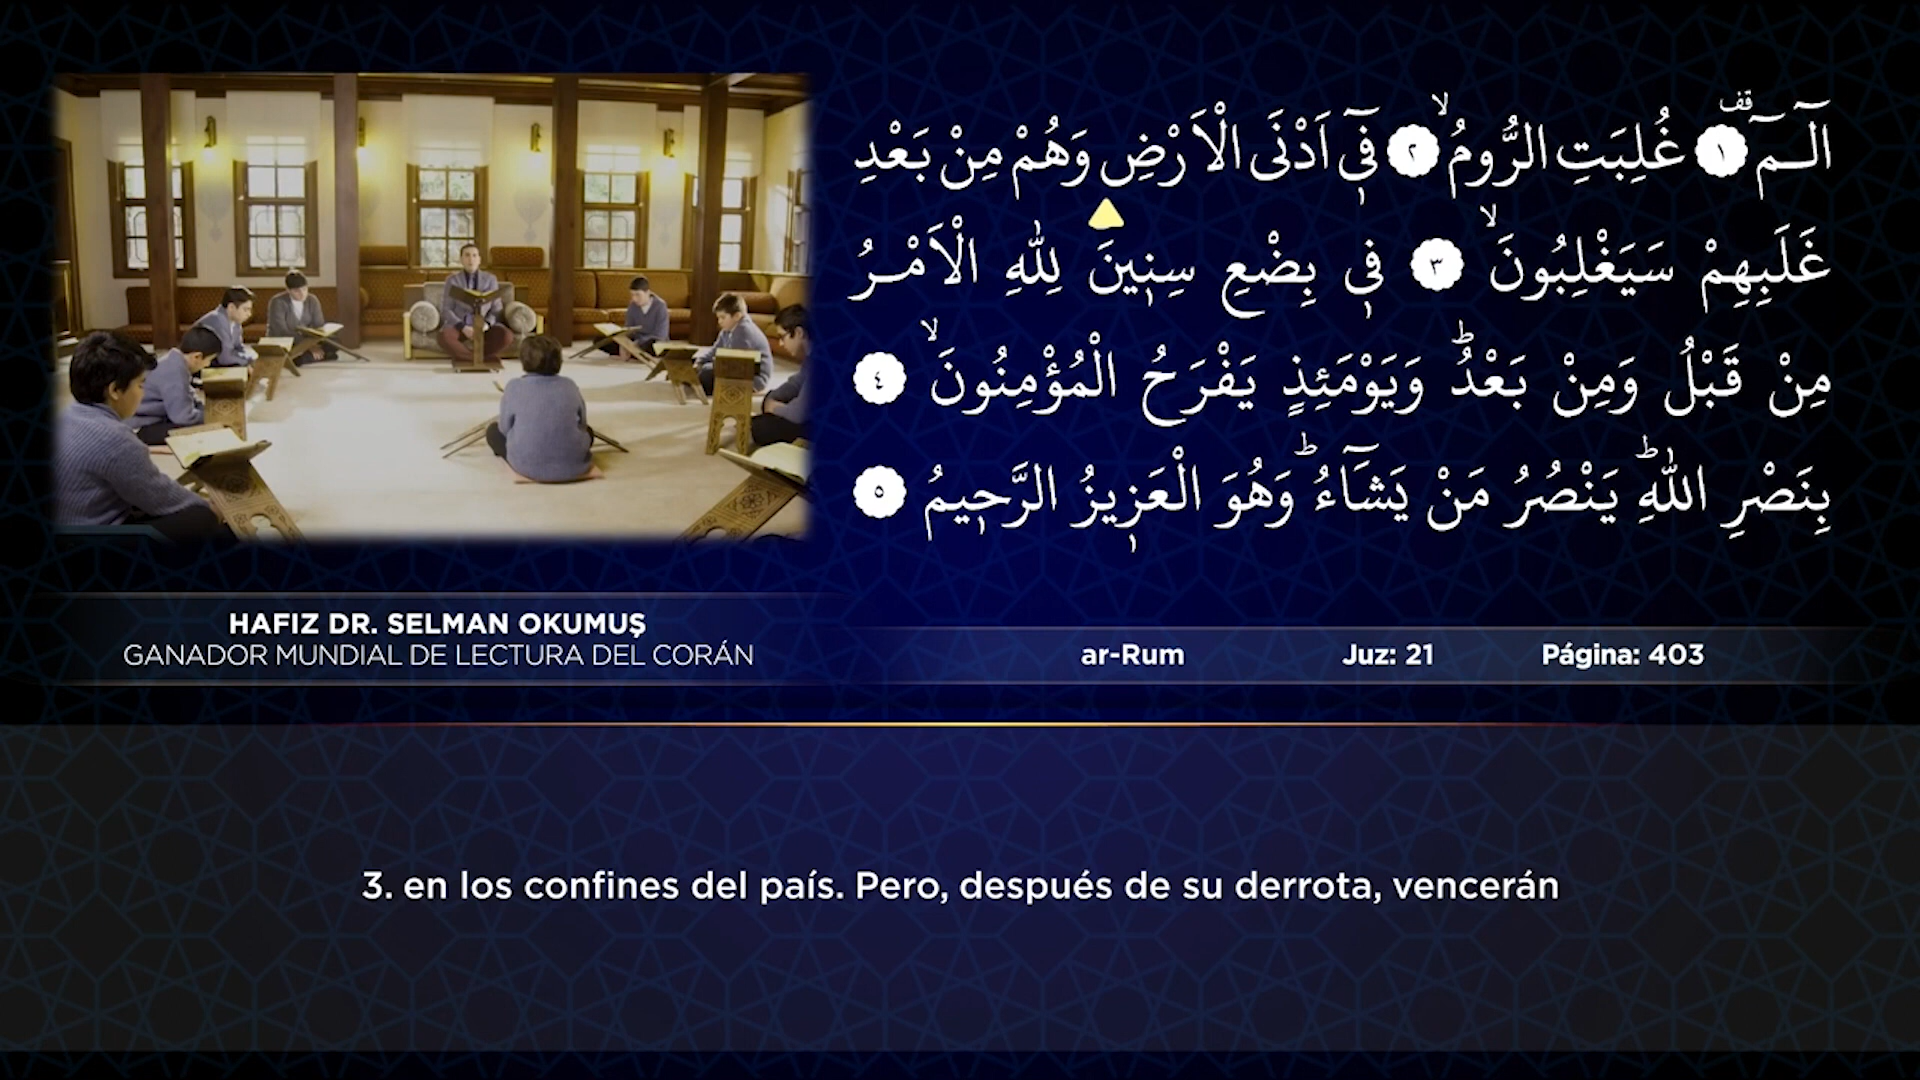 الٓـمٓ ۚ ﴿١﴾ غُلِبَتِ الرُّومُۙ ﴿٢﴾ فٖٓي اَدْنَى الْاَرْضِ وَهُمْ مِنْ بَعْدِ
غَلَبِهِمْ سَيَغْلِبُونَۙ ﴿٣﴾ فٖي بِضْعِ سِنٖينَ لِلّٰهِ الْاَمْرُ
مِنْ قَبْلُ وَمِنْ بَعْدُؕ وَيَوْمَئِذٍ يَفْرَحُ الْمُؤْمِنُونَۙ ﴿٤﴾
بِنَصْرِ اللّٰهِؕ يَنْصُرُ مَنْ يَشَٓاءُؕ وَهُوَ الْعَزٖيزُ الرَّحٖيمُ ﴿٥﴾
HAFIZ DR. SELMAN OKUMUŞ
GANADOR MUNDIAL DE LECTURA DEL CORÁN
ar-Rum Juz: 21 Página: 403
3. en los confines del país. Pero, después de su derrota, vencerán